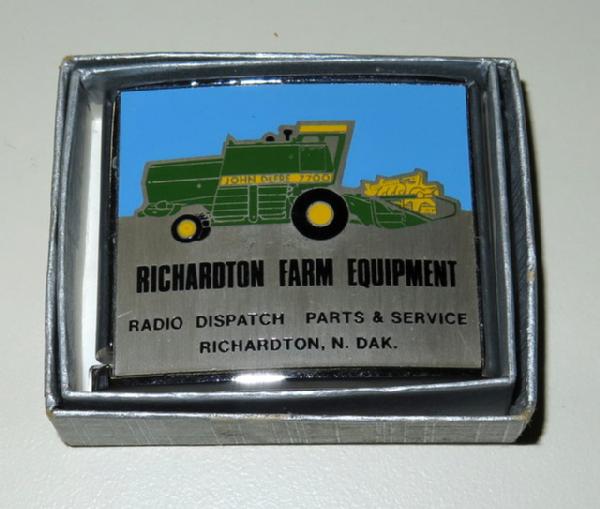 JOHN DEERE 7700
RICHARDTON FARM EQUIPMENT
RADIO DISPATCH PARTS & SERVICE
RICHARDTON, N. DAK.